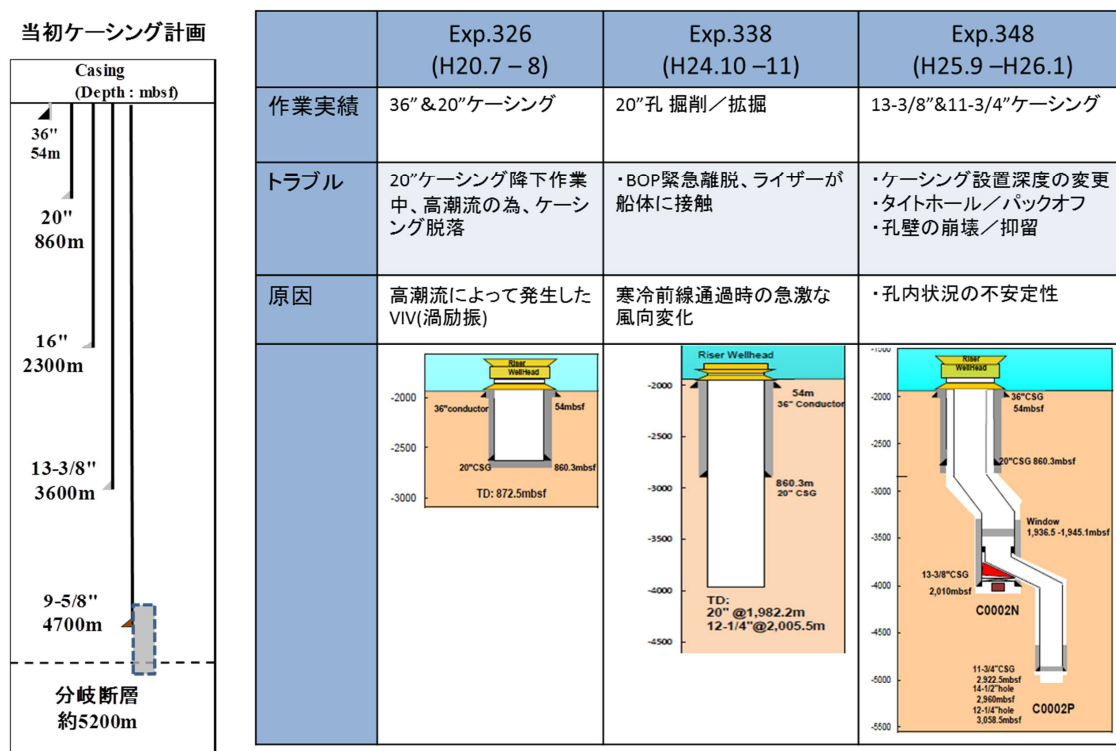 当初ケーシング計画
Casing
(Depth : mbsf)
36"
54m
20"
860m
16"
2300m
13-3/8"
3600m
9-5/8"
4700m
分岐断層
約5200m
Exp.326
(H20.7 – 8)
Exp.338
(H24.10 –11)
Exp.348
(H25.9 –H26.1)
作業実績
36”&20”ケーシング
20”孔 掘削／拡掘
13-3/8”&11-3/4”ケーシング
トラブル
20”ケーシング降下作業
中、高潮流の為、ケーシ
ング脱落
・BOP緊急離脱、ライザーが
船体に接触
・ケーシング設置深度の変更
・タイトホール／パックオフ
・孔壁の崩壊／抑留
原因
高潮流によって発生した
VIV(渦励振)
寒冷前線通過時の急激な
風向変化
・孔内状況の不安定性
Riser
WellHead
-2000
36"conductor
54mbsf
-2500
20"CSG
860.3mbsf
-3000
TD: 872.5mbsf
Riser Wellhead
-2000
54m
36" Conductor
-2500
860.3m
20" CSG
-3000
-3500
-4000
TD:
20" @1,982.2m
12-1/4"@2,005.5m
-4500
-1500
Riser
WellHead
-2000
36"CSG
54mbsf
-2500
20"CSG 860.3mbsf
-3000
Window
1,936.5 -1,945.1mbsf
-3500
13-3/8"CSG
-4000
2,010mbsf
C0002N
-4500
11-3/4"CSG
2,922.5mbsf
-5000
14-1/2"hole
2,960mbsf
C0002P
12-1/4"hole
3,058.5mbsf
-5500